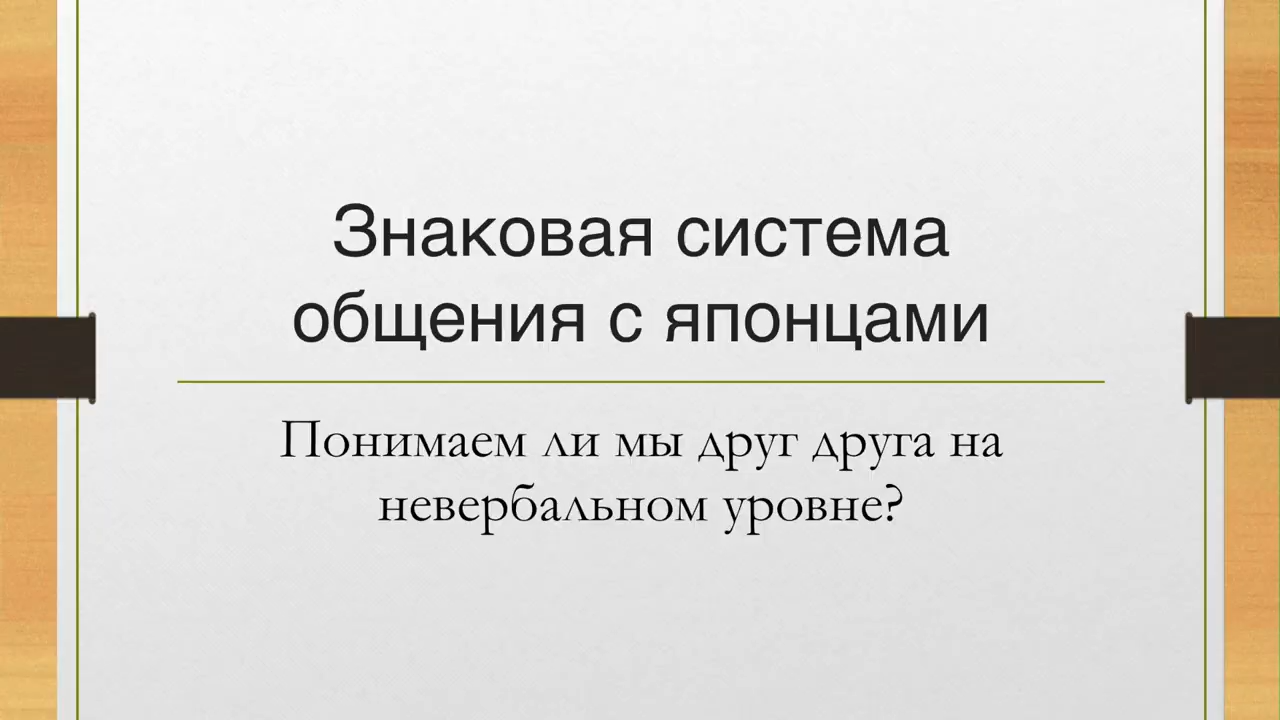 Знаковая система
общения с японцами
Понимаем ли мы друг друга на
невербальном уровне?